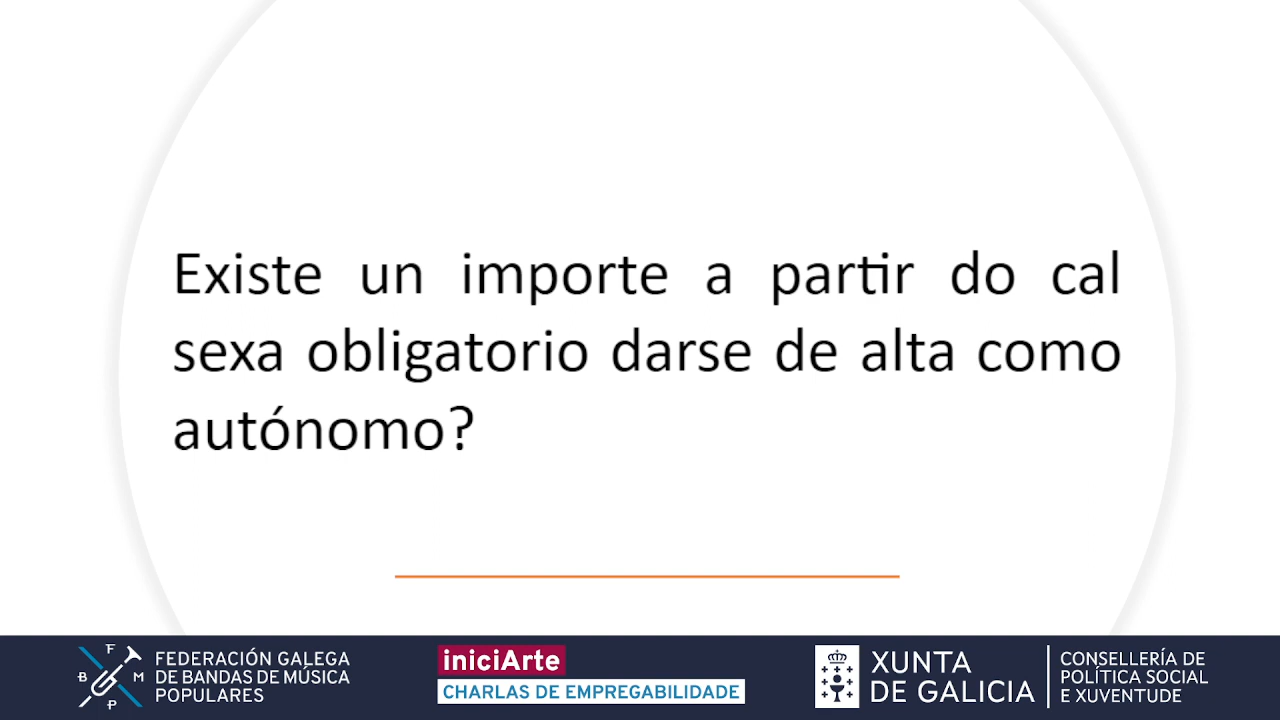 Existe un importe a partir do cal
sexa obligatorio darse de alta como
autónomo?
F
B M
P
FEDERACIÓN GALEGA
DE BANDAS DE MÚSICA
POPULARES
iniciArte
CHARLAS DE EMPREGABILIDADE
XUNTA
DE GALICIA
CONSELLERÍA DE
POLÍTICA SOCIAL
E XUVENTUDE